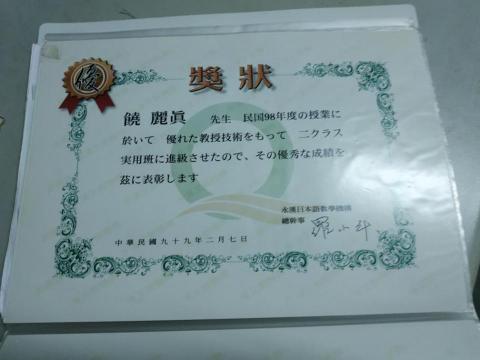 優
獎狀
饒麗眞 先生 民国98年度の授業に
於いて 優れた教授技術をもって 二クラス
実用班に進級させたので、その優秀な成績を
茲に表彰します
永漢日本語教學機構
總幹事
中華民國九十九年二月七日